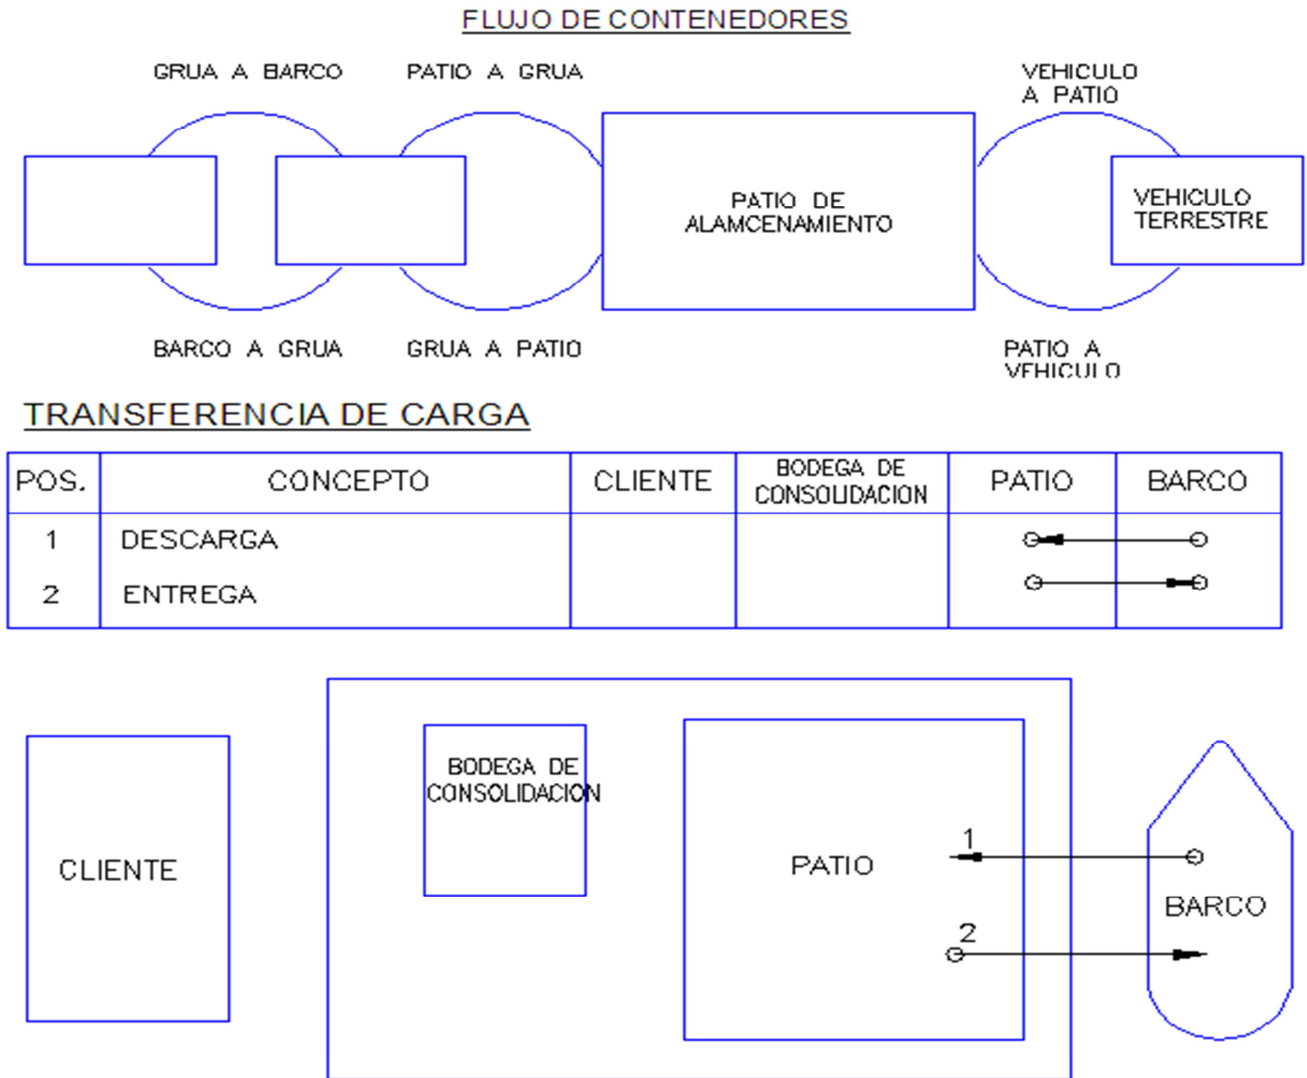 FLUJO DE CONTENEDORES
GRUA A BARCO
PATIO A GRUA
VEHICULO
A PATIO
PATIO DE
ALAMCENAMIENTO
VEHICULO
TERRESTRE
BARCO A GRUA
GRUA A PATIO
PATIO A
VEHICULO
TRANSFERENCIA DE CARGA
POS. CONCEPTO CLIENTE BODEGA DE
CONSOLIDACION PATIO BARCO
1 DESCARGA
2 ENTREGA
BODEGA DE
CONSOLIDACION
CLIENTE
PATIO
1
2
BARCO